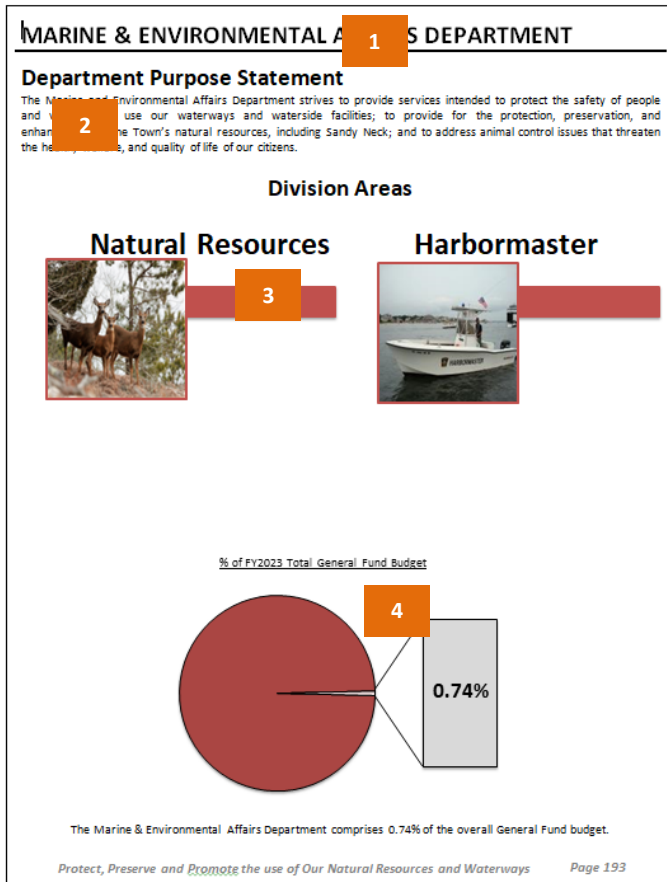 MARINE & ENVIRONMENTAL A 1 S DEPARTMENT
Department Purpose Statement
The M Environmental Affairs Department strives to provide services intended to protect the safety of people
and 2 use our waterways and waterside facilities; to provide for the protection, preservation, and
enhan he Town's natural resources, including Sandy Neck; and to address animal control issues that threaten
the he , and quality of life of our citizens.
Division Areas
Natural Resources Harbormaster
3
HARBORMASTER
% of FY2023 Total General Fund Budget
4
0.74%
The Marine & Environmental Affairs Department comprises 0.74% of the overall General Fund budget.
Protect, Preserve and Promote the use of Our Natural Resources and Waterways Page 193